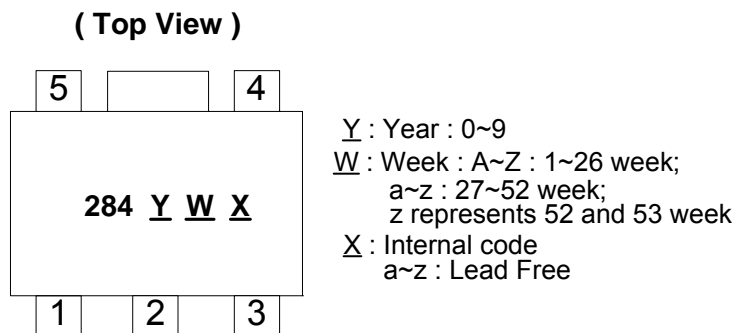 ( Top View )
5
4
284 Y W X
1
2
3
Y : Year : 0~9
W : Week : A~Z : 1~26 week;
a~z : 27~52 week;
z represents 52 and 53 week
X : Internal code
a~z : Lead Free